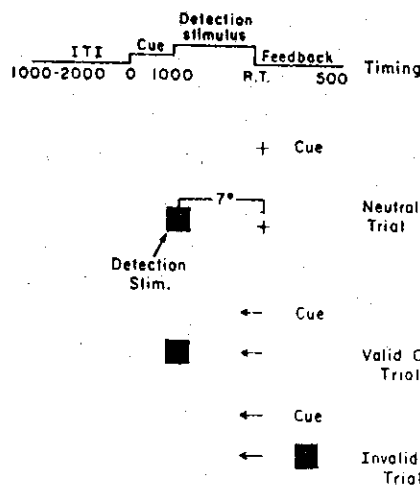 Detection
stimulus
ITI Cue Feedback Timing
1000-2000 0 1000 R.T. 500
+ Cue
7°
Neutral
Trial
+
Detection
Stim.
← Cue
←
Valid C
Trial
← Cue
←
Invalid
Trial